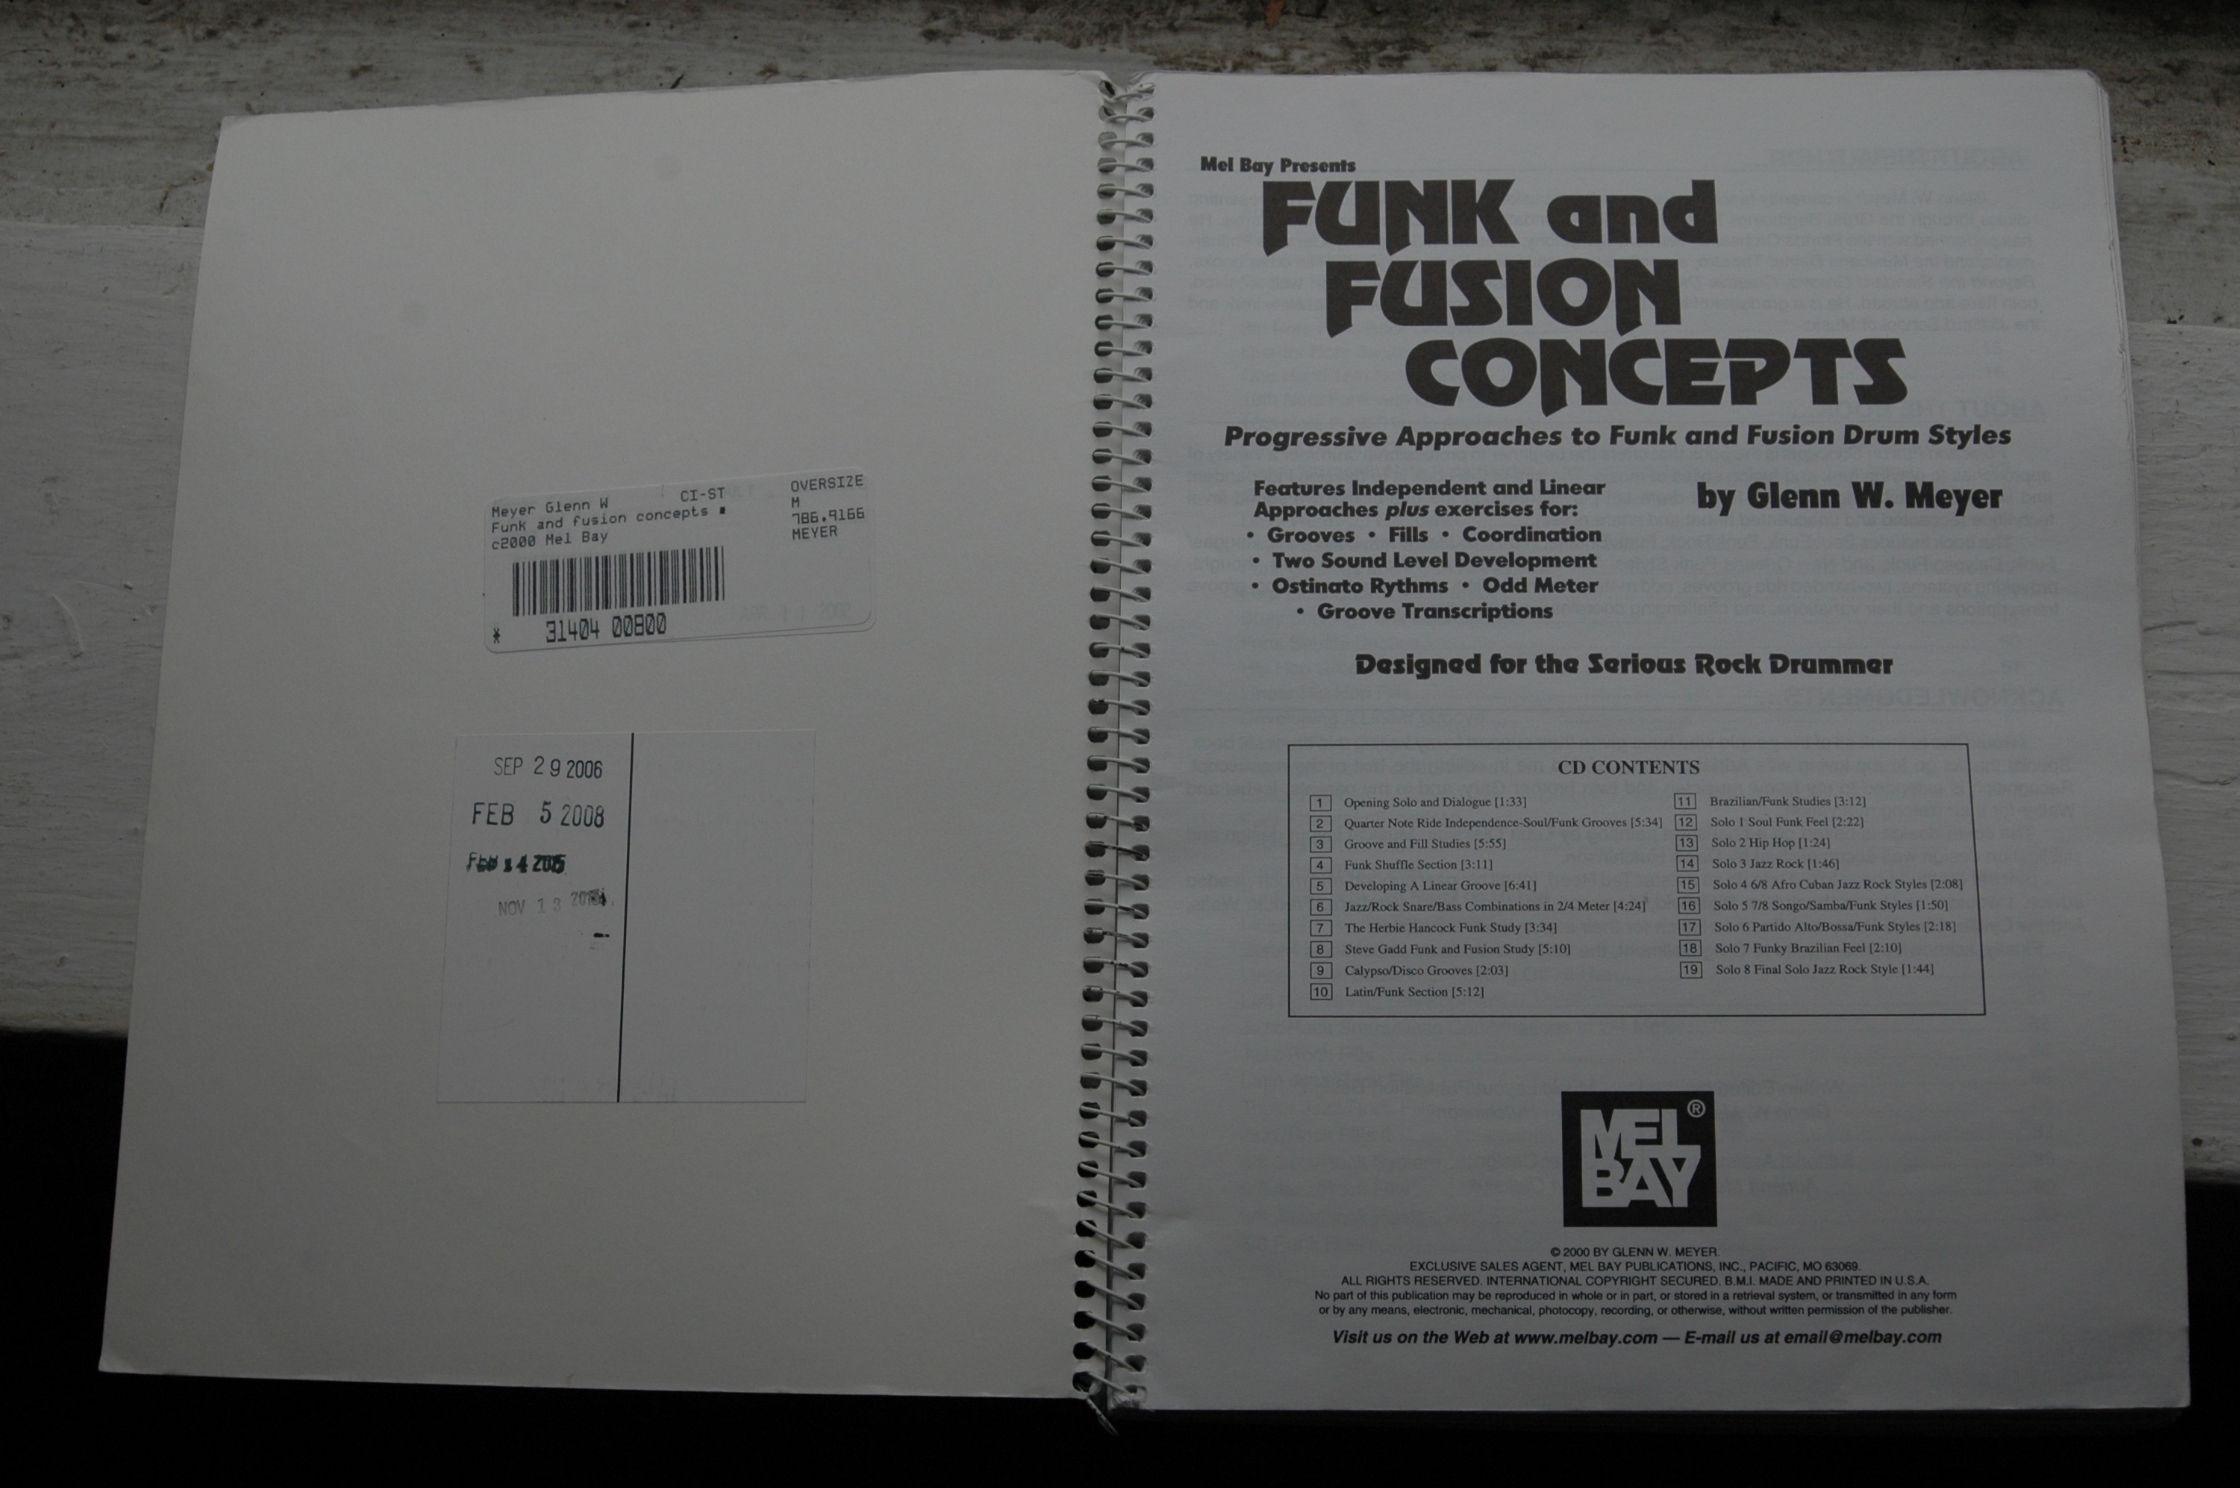 Meyer Glenn W CI-ST OVERSIZE
Funk and fusion concepts M
c2000 Mel Bay 786.9166
MEYER
* 31404 00800
SEP 29 2006
FEB 5 2008
NOV 13
Mel Bay Presents
FUNK and
FUSION
CONCEPTS
Progressive Approaches to Funk and Fusion Drum Styles
Features Independent and Linear
Approaches plus exercises for:
• Grooves • Fills • Coordination
• Two Sound Level Development
• Ostinato Rythms • Odd Meter
• Groove Transcriptions
by Glenn W. Meyer
Designed for the Serious Rock Drummer
CD CONTENTS
1 Opening Solo and Dialogue [1:33]
2 Quarter Note Ride Independence-Soul/Funk Grooves [5:34]
3 Groove and Fill Studies [5:55]
4 Funk Shuffle Section [3:11]
5 Developing A Linear Groove [6:41]
6 Jazz/Rock Snare/Bass Combinations in 2/4 Meter [4:24]
7 The Herbie Hancock Funk Study [3:34]
8 Steve Gadd Funk and Fusion Study [5:10]
9 Calypso/Disco Grooves [2:03]
10 Latin/Funk Section [5:12]
11 Brazilian/Funk Studies [3:12]
12 Solo 1 Soul Funk Feel [2:22]
13 Solo 2 Hip Hop [1:24]
14 Solo 3 Jazz Rock [1:46]
15 Solo 4 6/8 Afro Cuban Jazz Rock Styles [2:08]
16 Solo 5 7/8 Songo/Samba/Funk Styles [1:50]
17 Solo 6 Partido Alto/Bossa/Funk Styles [2:18]
18 Solo 7 Funky Brazilian Feel [2:10]
19 Solo 8 Final Solo Jazz Rock Style [1:44]
MEL ®
BAY
© 2000 BY GLENN W. MEYER.
EXCLUSIVE SALES AGENT, MEL BAY PUBLICATIONS, INC., PACIFIC, MO 63069.
ALL RIGHTS RESERVED. INTERNATIONAL COPYRIGHT SECURED. B.M.I. MADE AND PRINTED IN U.S.A.
No part of this publication may be reproduced in whole or in part, or stored in a retrieval system, or transmitted in any form
or by any means, electronic, mechanical, photocopy, recording, or otherwise, without written permission of the publisher.
Visit us on the Web at www.melbay.com — E-mail us at email@melbay.com